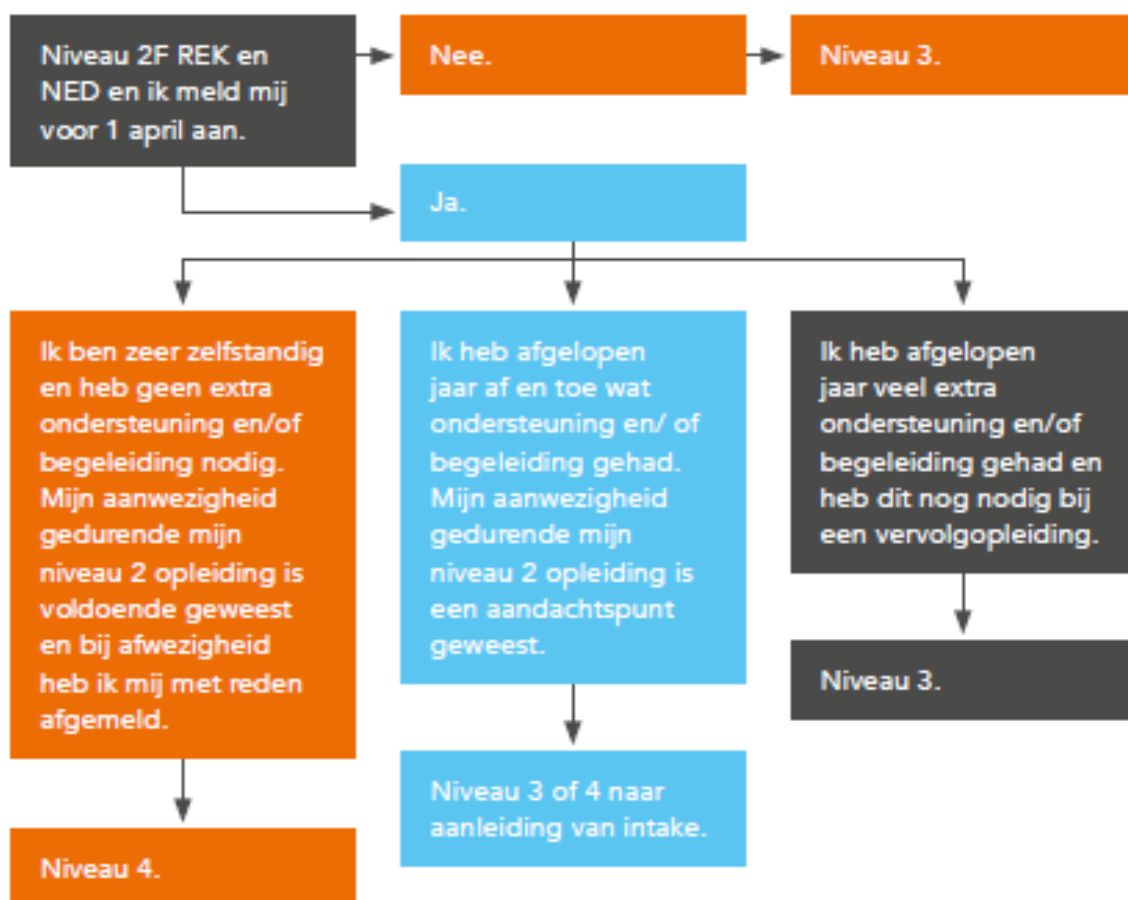 Niveau 2F REK en
NED en ik meld mij
voor 1 april aan.
Nee.
Niveau 3.
Ja.
Ik ben zeer zelfstandig
en heb geen extra
ondersteuning en/of
begeleiding nodig.
Mijn aanwezigheid
gedurende mijn
niveau 2 opleiding is
voldoende geweest
en bij afwezigheid
heb ik mij met reden
afgemeld.
Niveau 4.
Ik heb afgelopen
jaar af en toe wat
ondersteuning en/ of
begeleiding gehad.
Mijn aanwezigheid
gedurende mijn
niveau 2 opleiding is
een aandachtspunt
geweest.
Niveau 3 of 4 naar
aanleiding van intake.
Ik heb afgelopen
jaar veel extra
ondersteuning en/of
begeleiding gehad en
heb dit nog nodig bij
een vervolgopleiding.
Niveau 3.